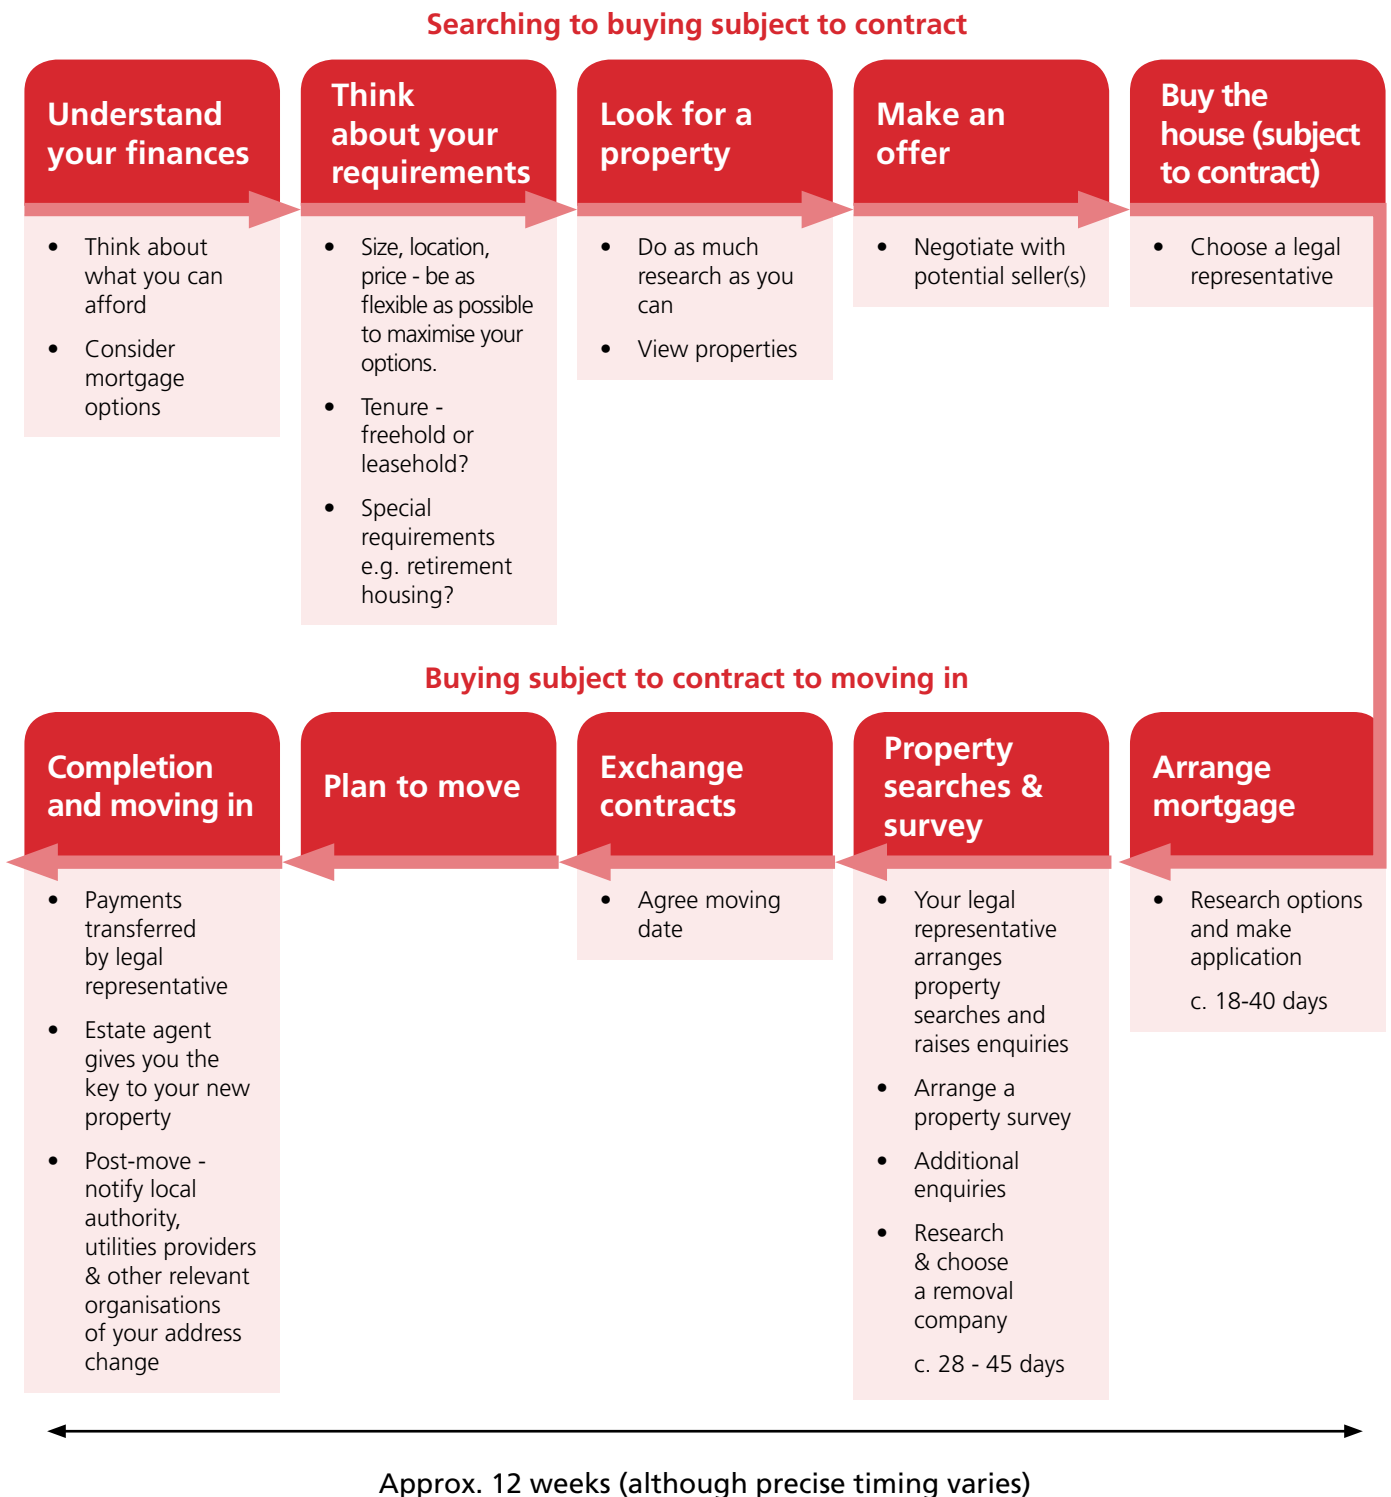 Searching to buying subject to contract
Understand
your finances
• Think about
what you can
afford
• Consider
mortgage
options
Think
about your
requirements
• Size, location,
price - be as
flexible as possible
to maximise your
options.
• Tenure -
freehold or
leasehold?
• Special
requirements
e.g. retirement
housing?
Look for a
property
• Do as much
research as you
can
• View properties
Make an
offer
• Negotiate with
potential seller(s)
Buy the
house (subject
to contract)
• Choose a legal
representative
Buying subject to contract to moving in
Arrange
mortgage
• Research options
and make
application
c. 18-40 days
Property
searches &
survey
• Your legal
representative
arranges
property
searches and
raises enquiries
• Arrange a
property survey
• Additional
enquiries
• Research
& choose
a removal
company
c. 28 - 45 days
Exchange
contracts
• Agree moving
date
Plan to move
Completion
and moving in
• Payments
transferred
by legal
representative
• Estate agent
gives you the
key to your new
property
• Post-move -
notify local
authority,
utilities providers
& other relevant
organisations
of your address
change
Approx. 12 weeks (although precise timing varies)